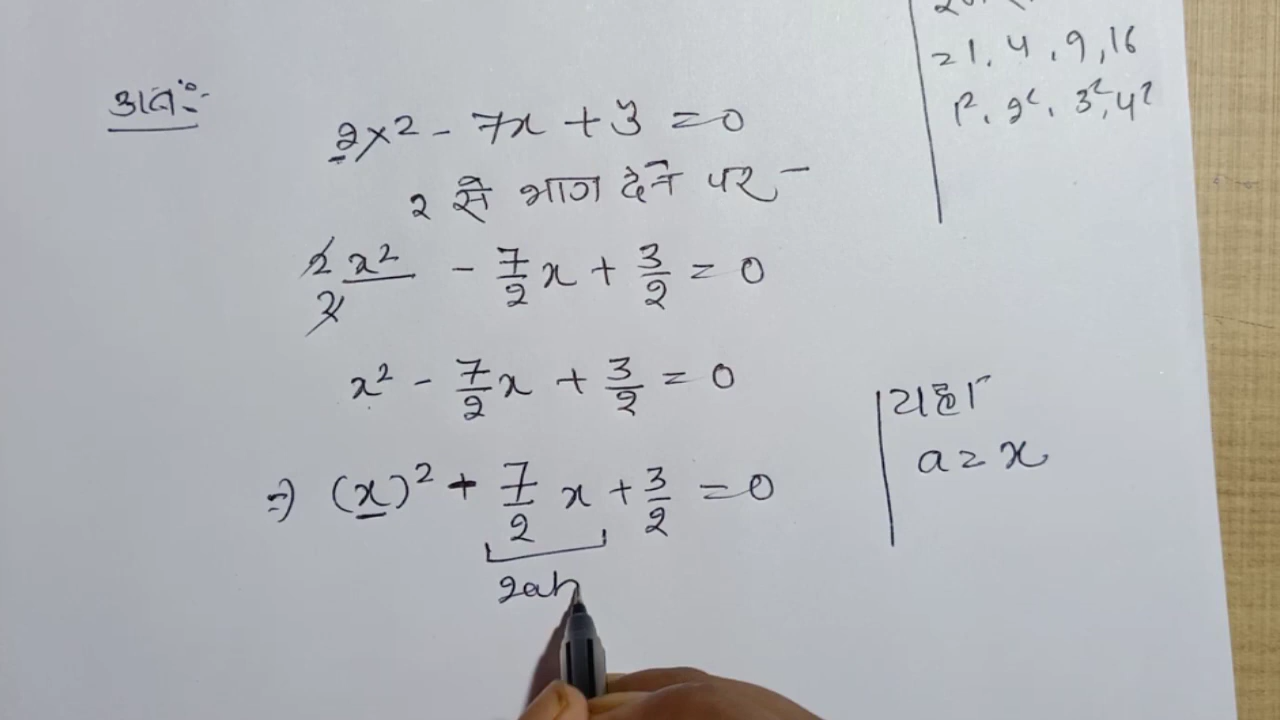 = 1, 4, 9, 16
1², 2², 3², 4²
अतः:-
2x² - 7x + 3 = 0
2 से भाग देने पर -
2x²/2 - 7/2 x + 3/2 = 0
x² - 7/2 x + 3/2 = 0
यहाँ
a = x
⇒ (x)² - 7/2 x + 3/2 = 0
2ab